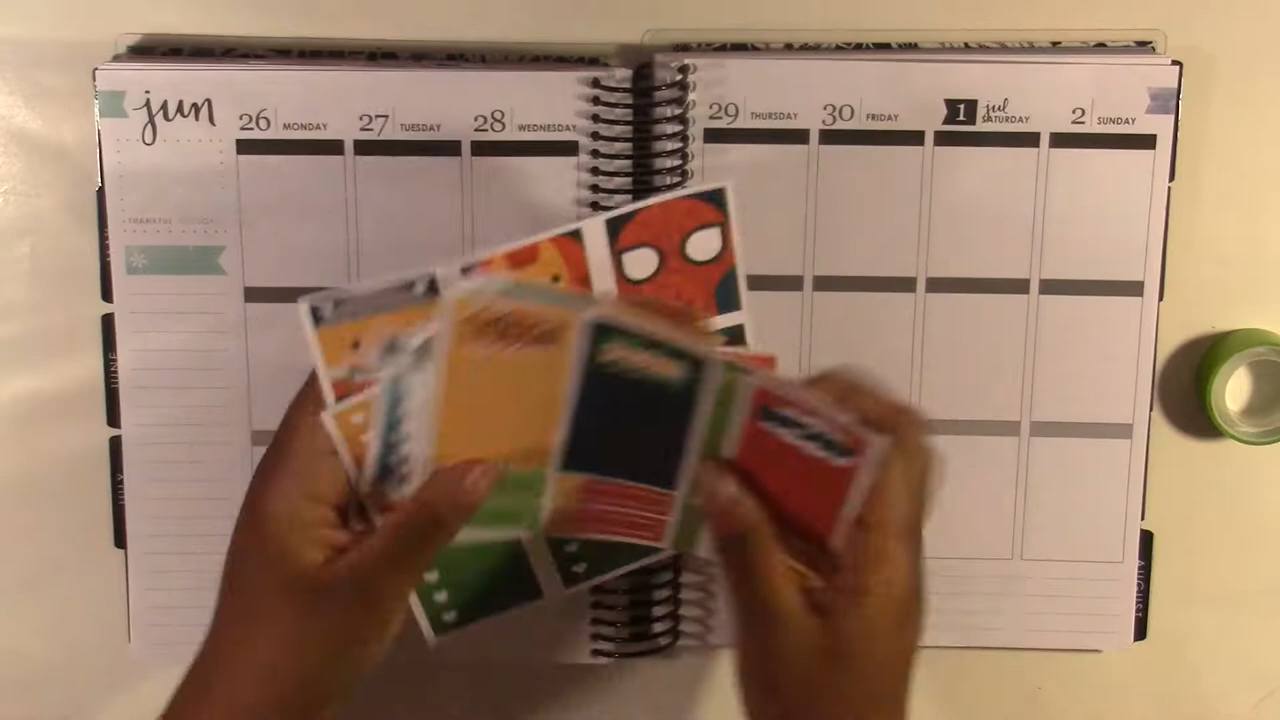 jun
26 MONDAY
27 TUESDAY
28 WEDNESDAY
29 THURSDAY
30 FRIDAY
1 jul SATURDAY
2 SUNDAY
THANKFUL
JUNE
JULY
AUGUST